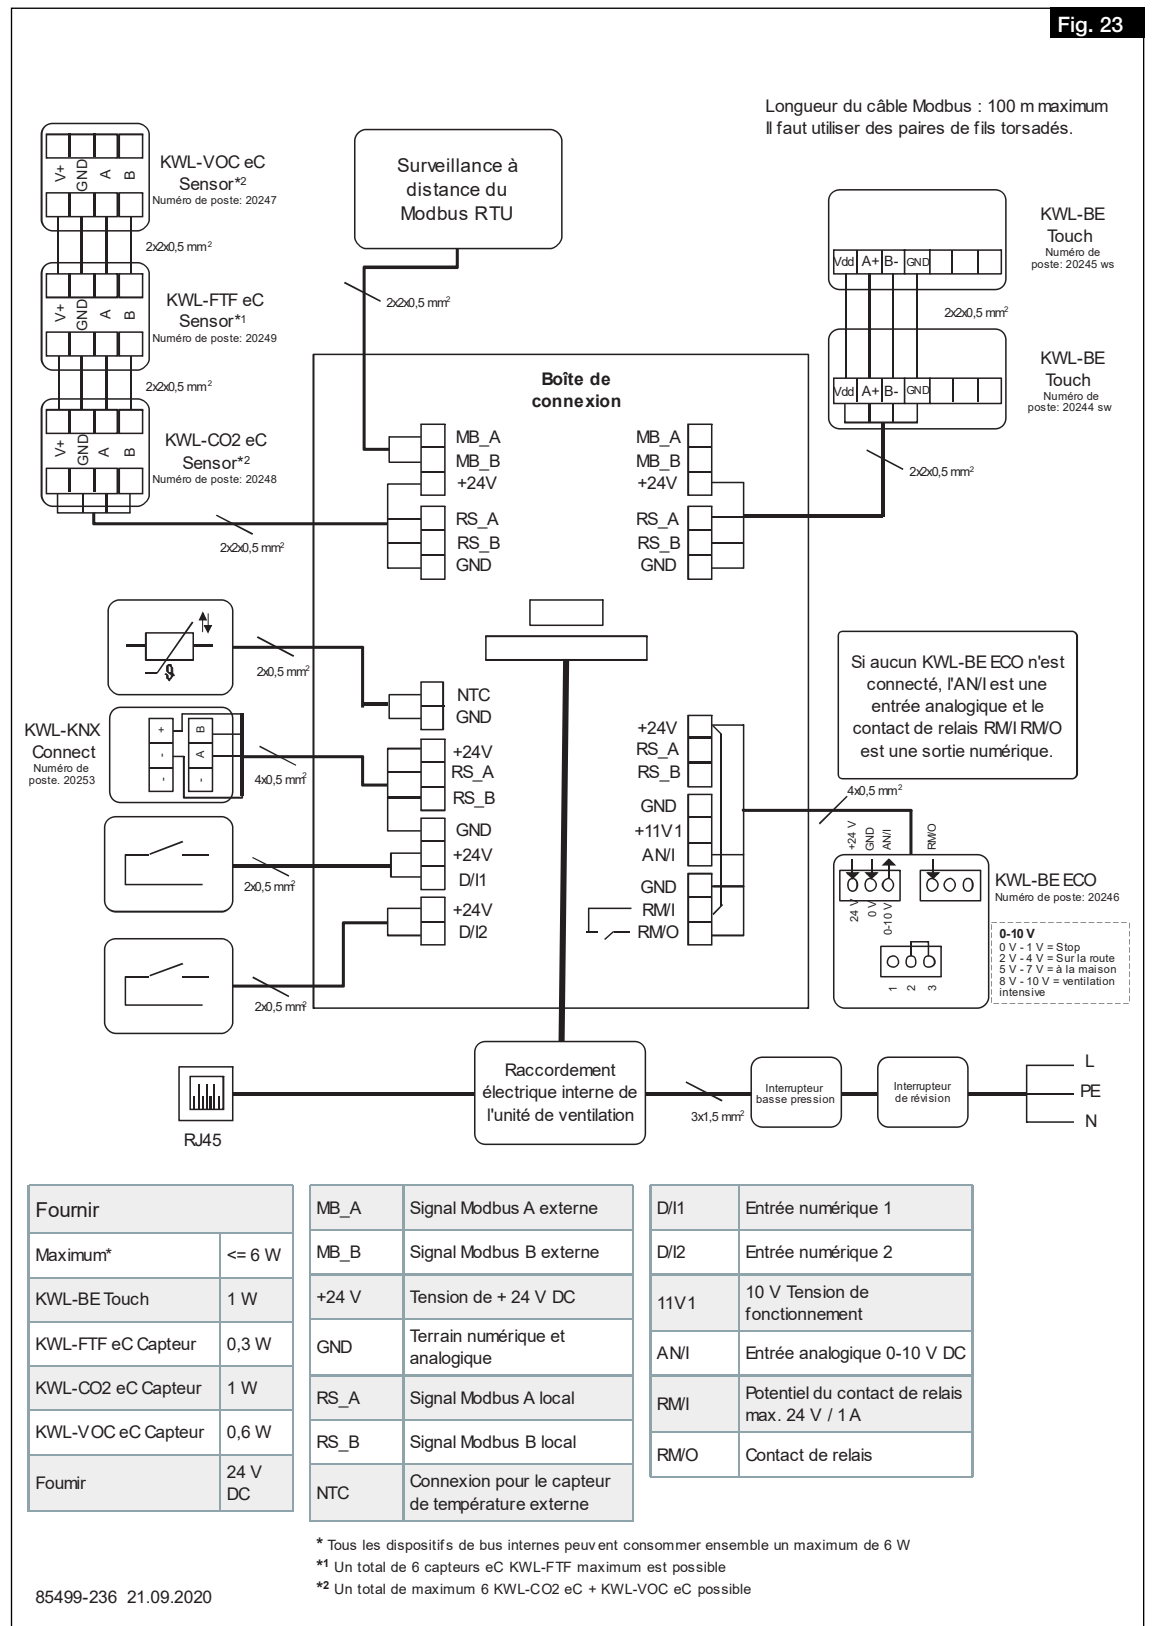 Fig. 23
Longueur du câble Modbus : 100 m maximum
Il faut utiliser des paires de fils torsadés.
V+ GND A B
KWL-VOC eC
Sensor*2
Numéro de poste: 20247
2x2x0,5 mm²
V+ GND A B
KWL-FTF eC
Sensor*1
Numéro de poste: 20249
2x2x0,5 mm²
V+ GND A B
KWL-CO2 eC
Sensor*2
Numéro de poste: 20248
2x2x0,5 mm²
Surveillance à
distance du
Modbus RTU
2x2x0,5 mm²
Vdd A+ B- GND
KWL-BE
Touch
Numéro de
poste: 20245 ws
2x2x0,5 mm²
Vdd A+ B- GND
KWL-BE
Touch
Numéro de
poste: 20244 sw
2x2x0,5 mm²
Boîte de
connexion
MB_A
MB_B
+24V
RS_A
RS_B
GND
MB_A
MB_B
+24V
RS_A
RS_B
GND
ϑ
2x0,5 mm²
NTC
GND
KWL-KNX
Connect
Numéro de
poste. 20253
+ - -
B A -
4x0,5 mm²
+24V
RS_A
RS_B
GND
+24V
D/I1
2x0,5 mm²
+24V
D/I2
2x0,5 mm²
+24V
RS_A
RS_B
GND
+11V1
AN/I
GND
RM/I
RM/O
Si aucun KWL-BE ECO n'est
connecté, l'AN/I est une
entrée analogique et le
contact de relais RM/I RM/O
est une sortie numérique.
4x0,5 mm²
+24 V GND AN/I RM/O
24 V 0 V 0-10 V
1 2 3
KWL-BE ECO
Numéro de poste: 20246
0-10 V
0 V - 1 V = Stop
2 V - 4 V = Sur la route
5 V - 7 V = à la maison
8 V - 10 V = ventilation
intensive
RJ45
Raccordement
électrique interne de
l'unité de ventilation
3x1,5 mm²
Interrupteur
basse pression
Interrupteur
de révision
L
PE
N
Fournir
Maximum* <= 6 W
KWL-BE Touch 1 W
KWL-FTF eC Capteur 0,3 W
KWL-CO2 eC Capteur 1 W
KWL-VOC eC Capteur 0,6 W
Fournir 24 V
DC
MB_A Signal Modbus A externe
MB_B Signal Modbus B externe
+24 V Tension de + 24 V DC
GND Terrain numérique et
analogique
RS_A Signal Modbus A local
RS_B Signal Modbus B local
NTC Connexion pour le capteur
de température externe
D/I1 Entrée numérique 1
D/I2 Entrée numérique 2
11V1 10 V Tension de
fonctionnement
AN/I Entrée analogique 0-10 V DC
RM/I Potentiel du contact de relais
max. 24 V / 1 A
RM/O Contact de relais
* Tous les dispositifs de bus internes peuvent consommer ensemble un maximum de 6 W
*1 Un total de 6 capteurs eC KWL-FTF maximum est possible
*2 Un total de maximum 6 KWL-CO2 eC + KWL-VOC eC possible
85499-236 21.09.2020